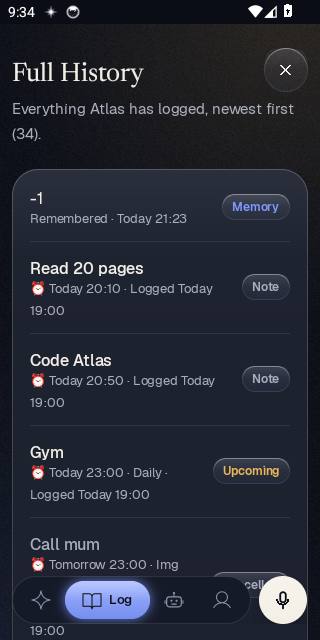 9:34
Full History
Everything Atlas has logged, newest first
(34).
-1
Remembered · Today 21:23
Memory
Read 20 pages
⏰ Today 20:10 · Logged Today
19:00
Note
Code Atlas
⏰ Today 20:50 · Logged Today
19:00
Note
Gym
⏰ Today 23:00 · Daily ·
Logged Today 19:00
Upcoming
Call mum
⏰ Tomorrow 23:00 · Img
19:00
Log